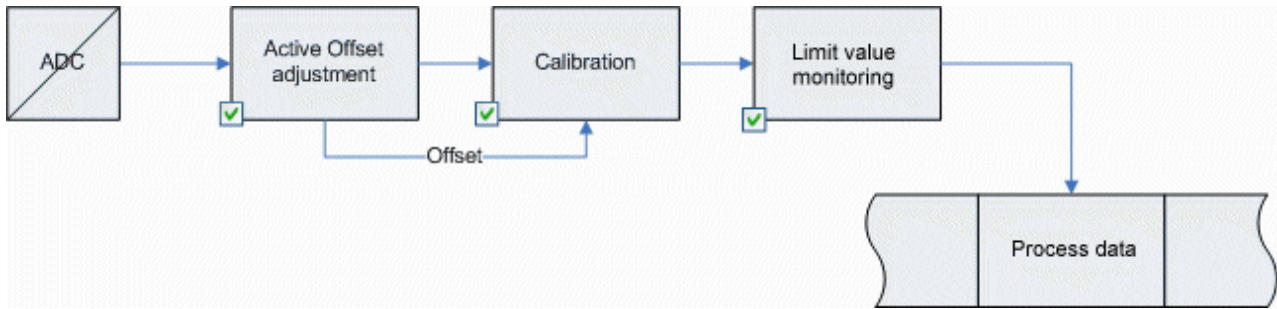 ADC
Active Offset
adjustment
Calibration
Limit value
monitoring
Offset
Process data